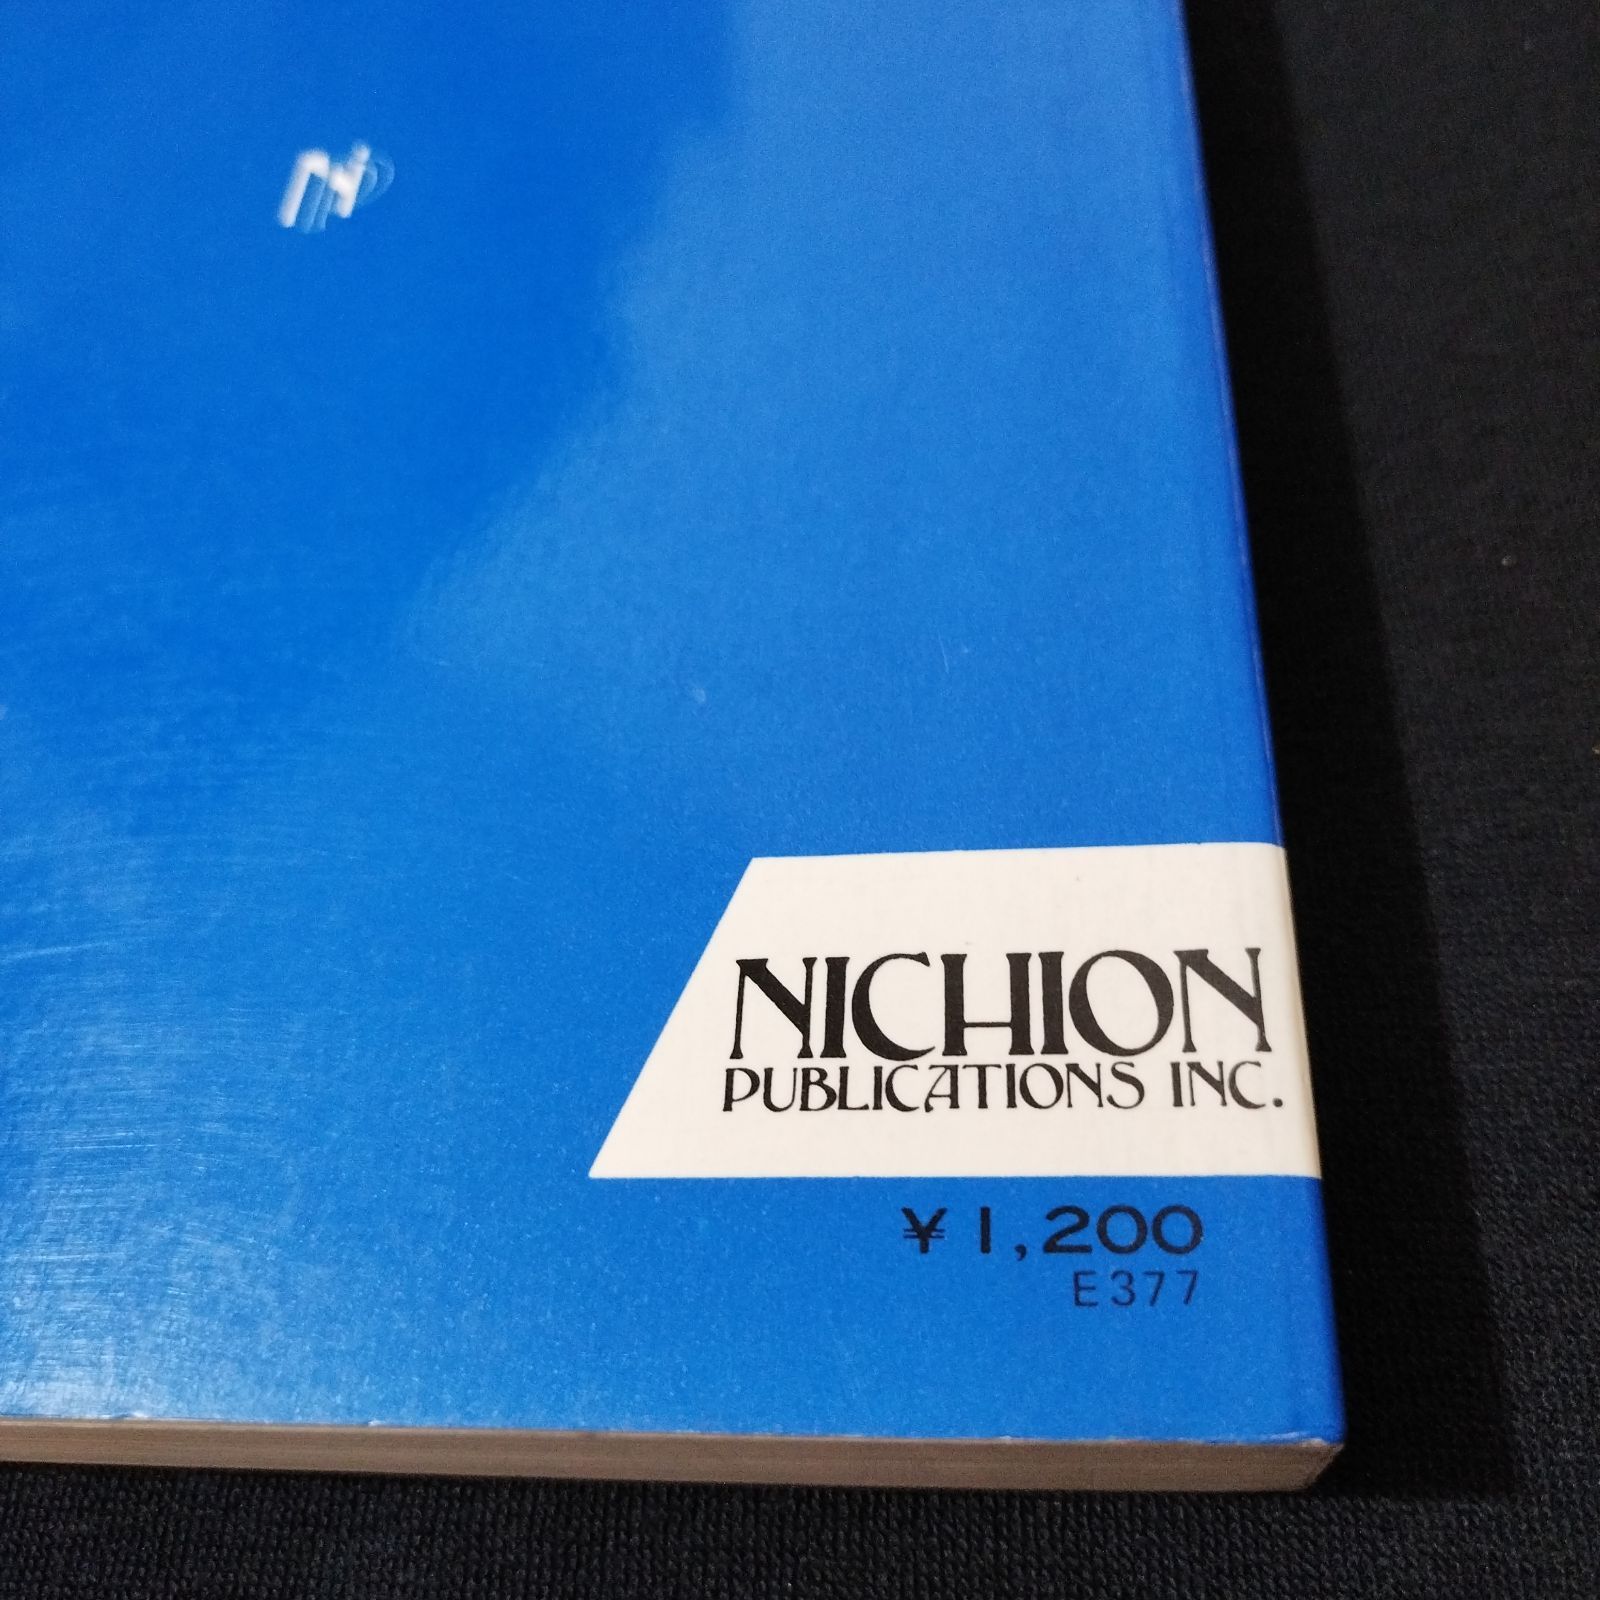 NICHION
PUBLICATIONS INC.
¥1,200
E377